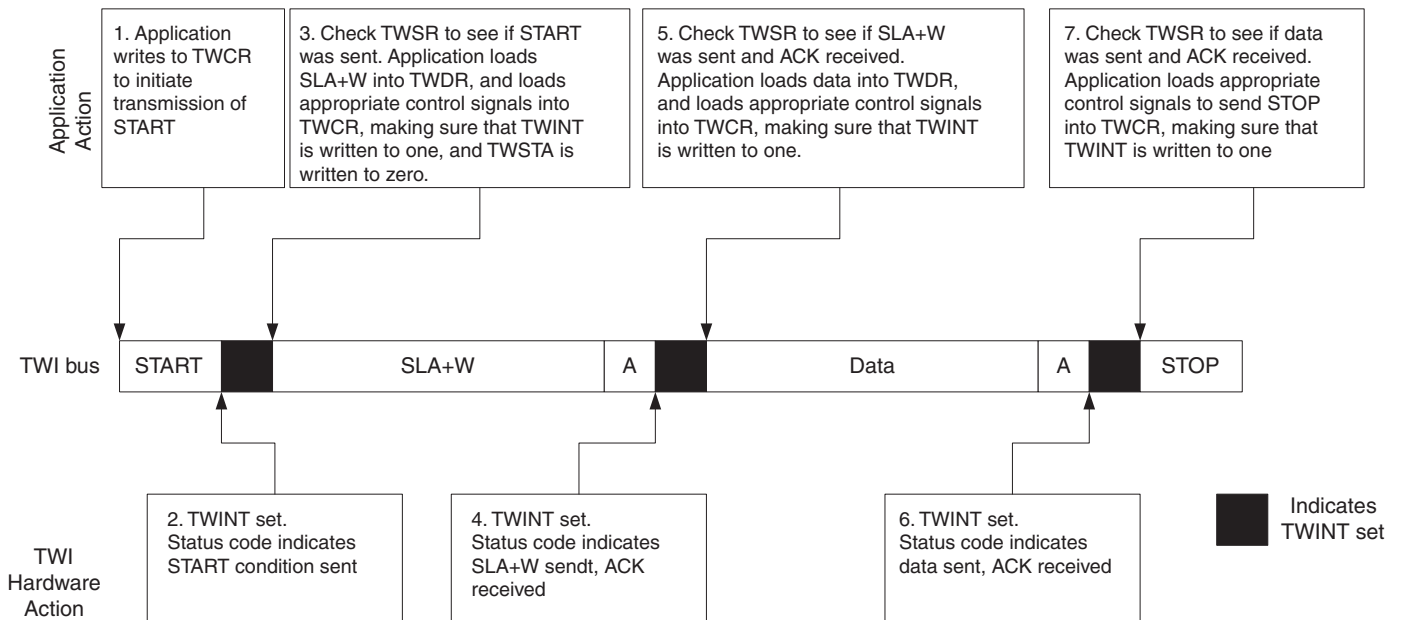 Application
Action
1. Application
writes to TWCR
to initiate
transmission of
START
3. Check TWSR to see if START
was sent. Application loads
SLA+W into TWDR, and loads
appropriate control signals into
TWCR, making sure that TWINT
is written to one, and TWSTA is
written to zero.
5. Check TWSR to see if SLA+W
was sent and ACK received.
Application loads data into TWDR,
and loads appropriate control signals
into TWCR, making sure that TWINT
is written to one.
7. Check TWSR to see if data
was sent and ACK received.
Application loads appropriate
control signals to send STOP
into TWCR, making sure that
TWINT is written to one
TWI bus
START
SLA+W
A
Data
A
STOP
2. TWINT set.
Status code indicates
START condition sent
4. TWINT set.
Status code indicates
SLA+W sendt, ACK
received
6. TWINT set.
Status code indicates
data sent, ACK received
Indicates
TWINT set
TWI
Hardware
Action